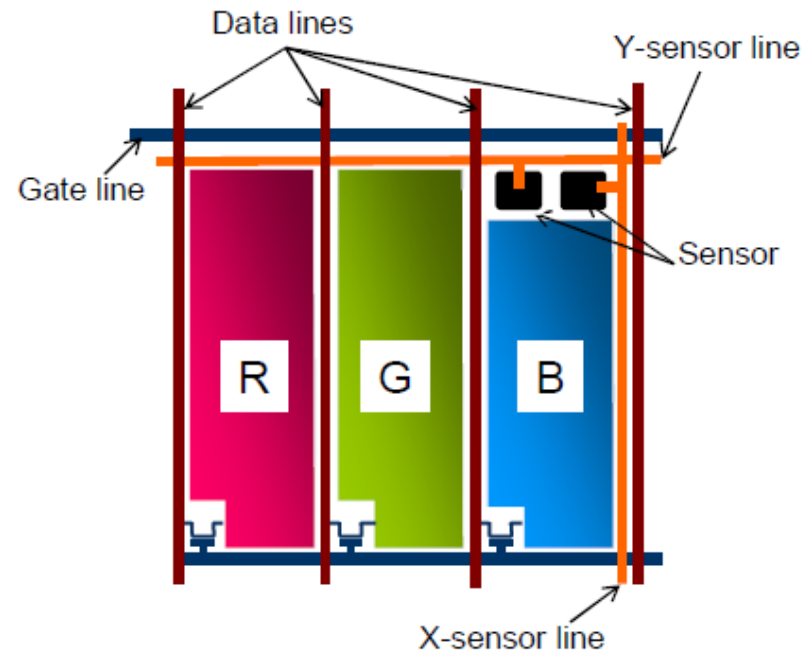 Data lines
Y-sensor line
Gate line
Sensor
R
G
B
X-sensor line